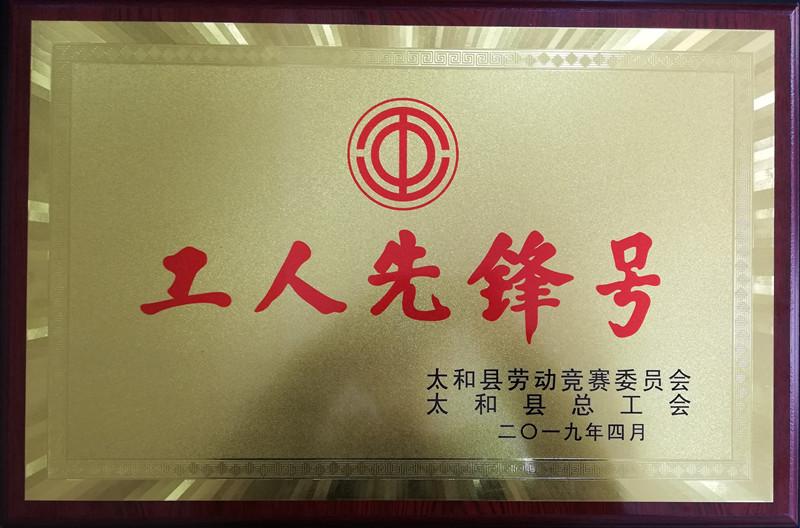 工人先锋号
太和县劳动竞赛委员会
太和县总工会
二〇一九年四月